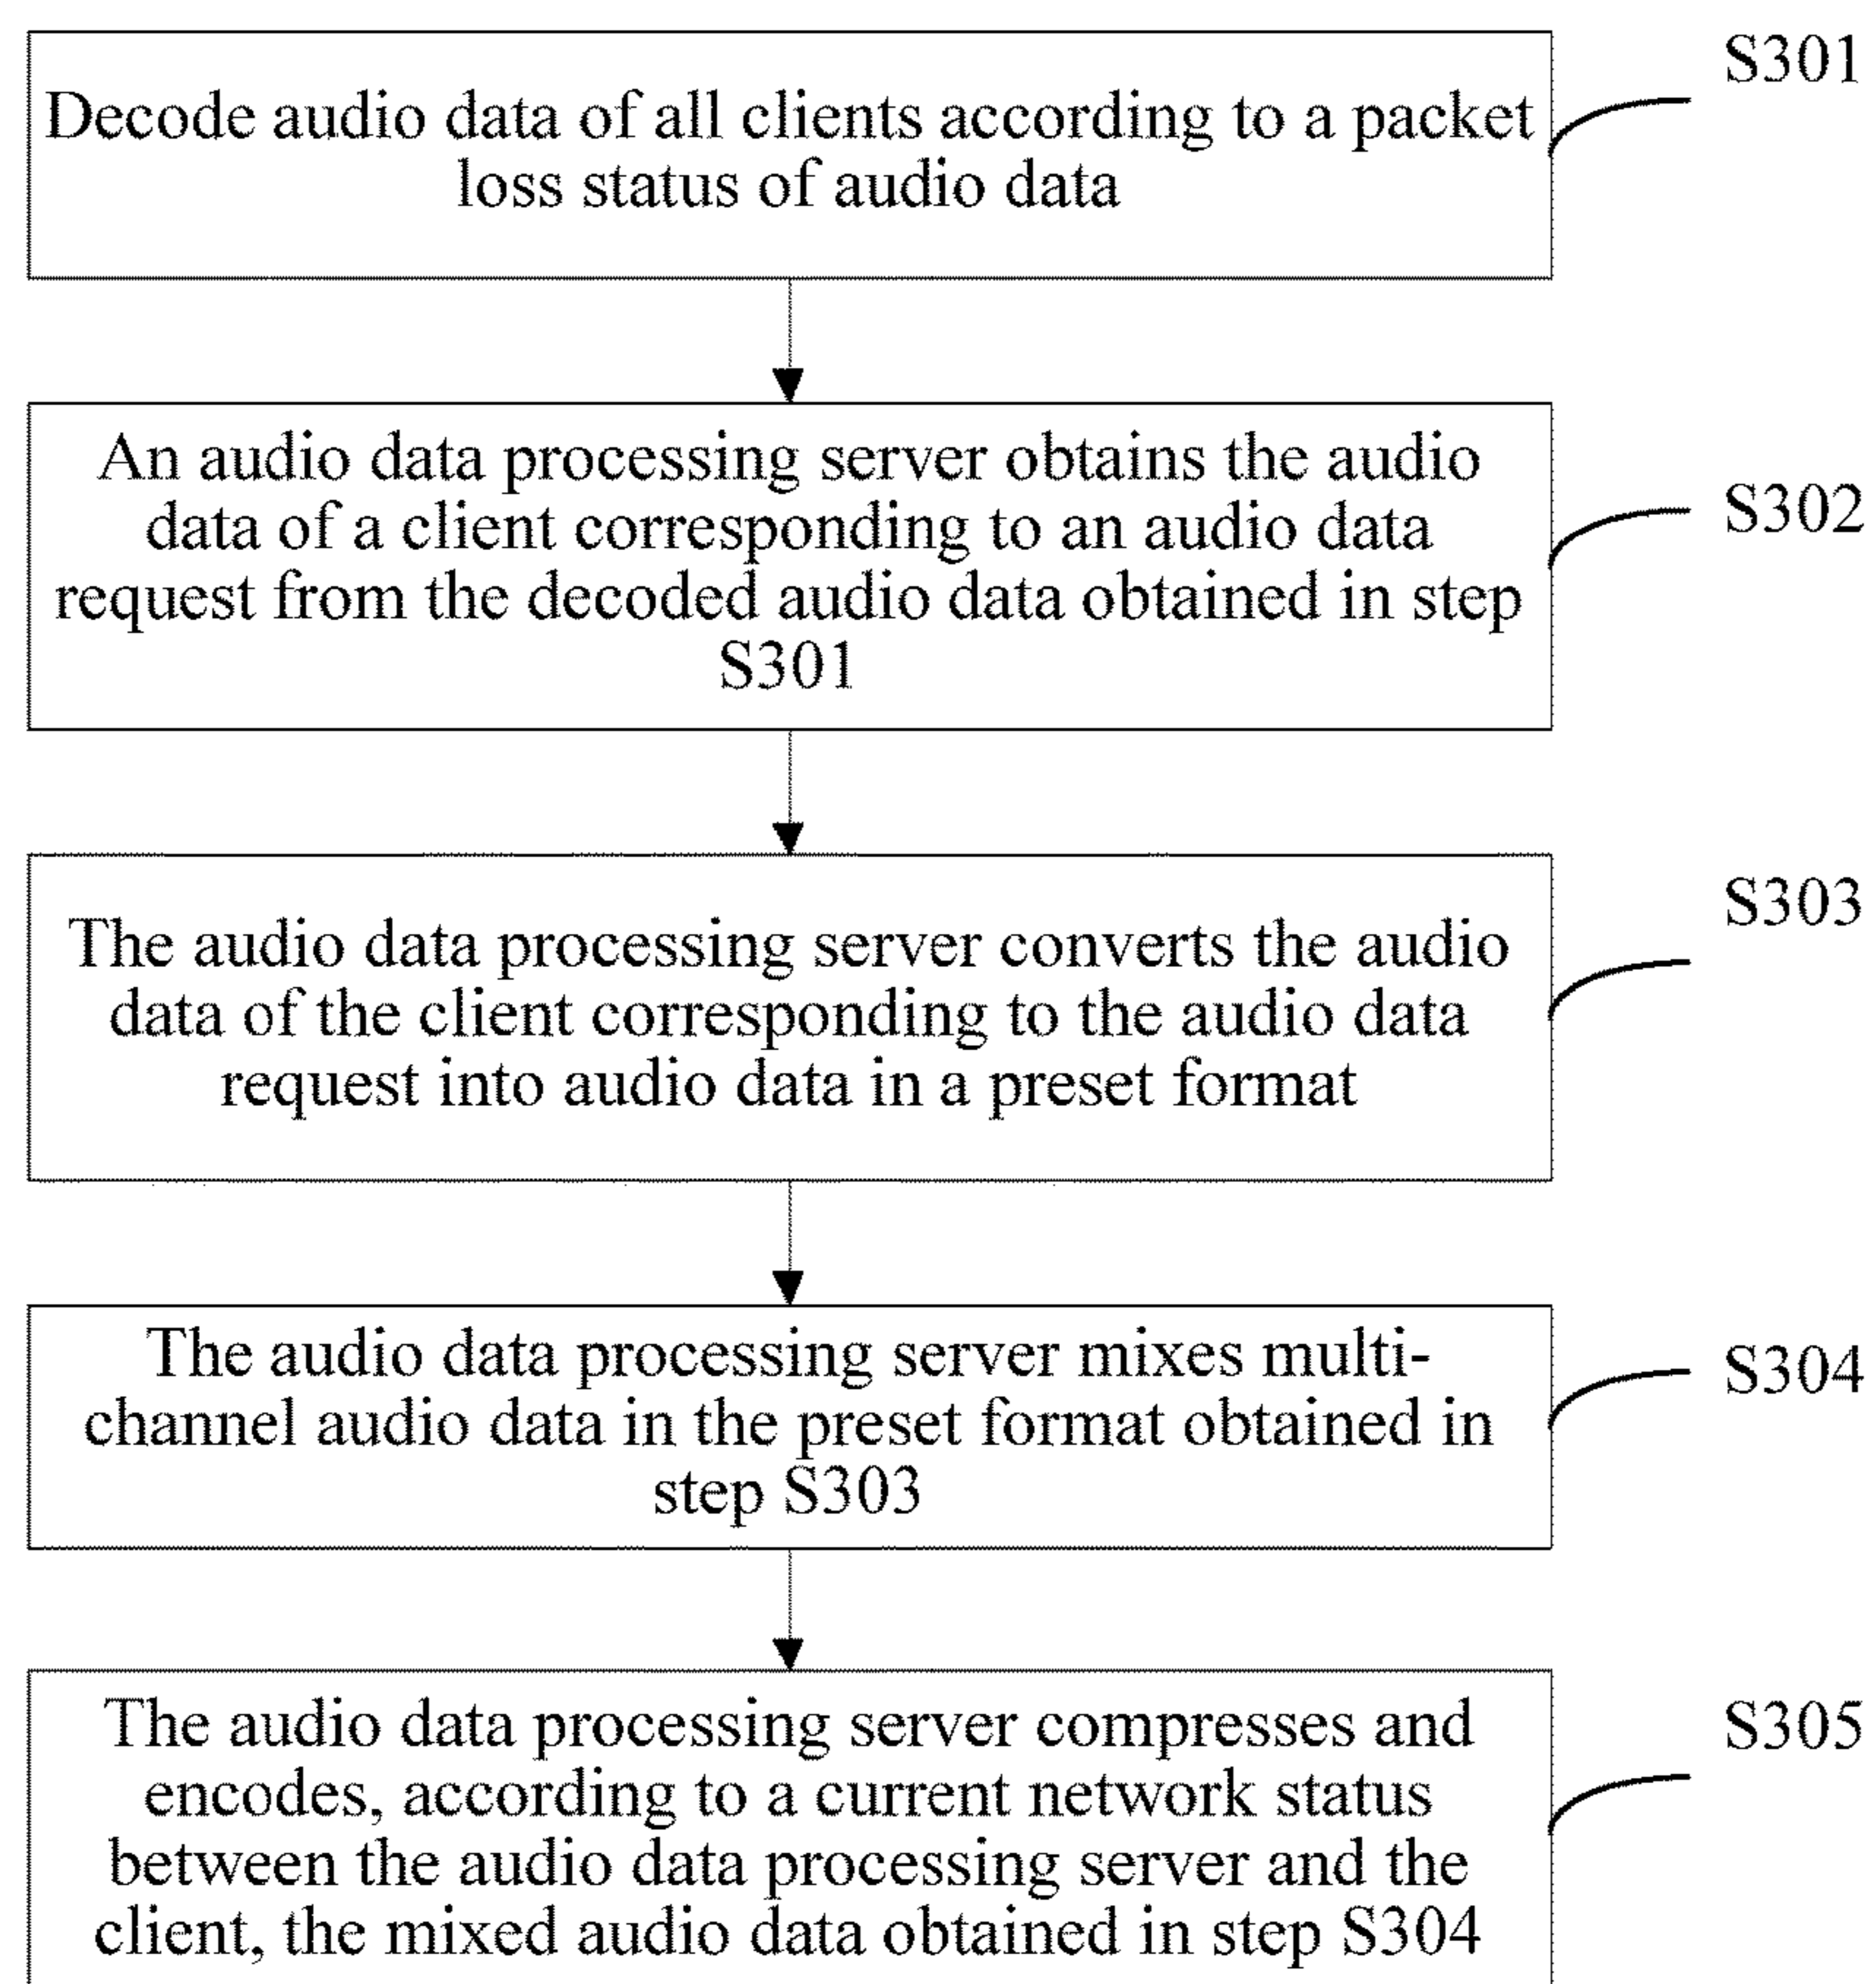 S301
Decode audio data of all clients according to a packet
loss status of audio data
An audio data processing server obtains the audio
data of a client corresponding to an audio data
request from the decoded audio data obtained in step
S301
S302
The audio data processing server converts the audio
data of the client corresponding to the audio data
request into audio data in a preset format
S303
The audio data processing server mixes multi-
channel audio data in the preset format obtained in
step S303
S304
The audio data processing server compresses and
encodes, according to a current network status
between the audio data processing server and the
client, the mixed audio data obtained in step S304
S305